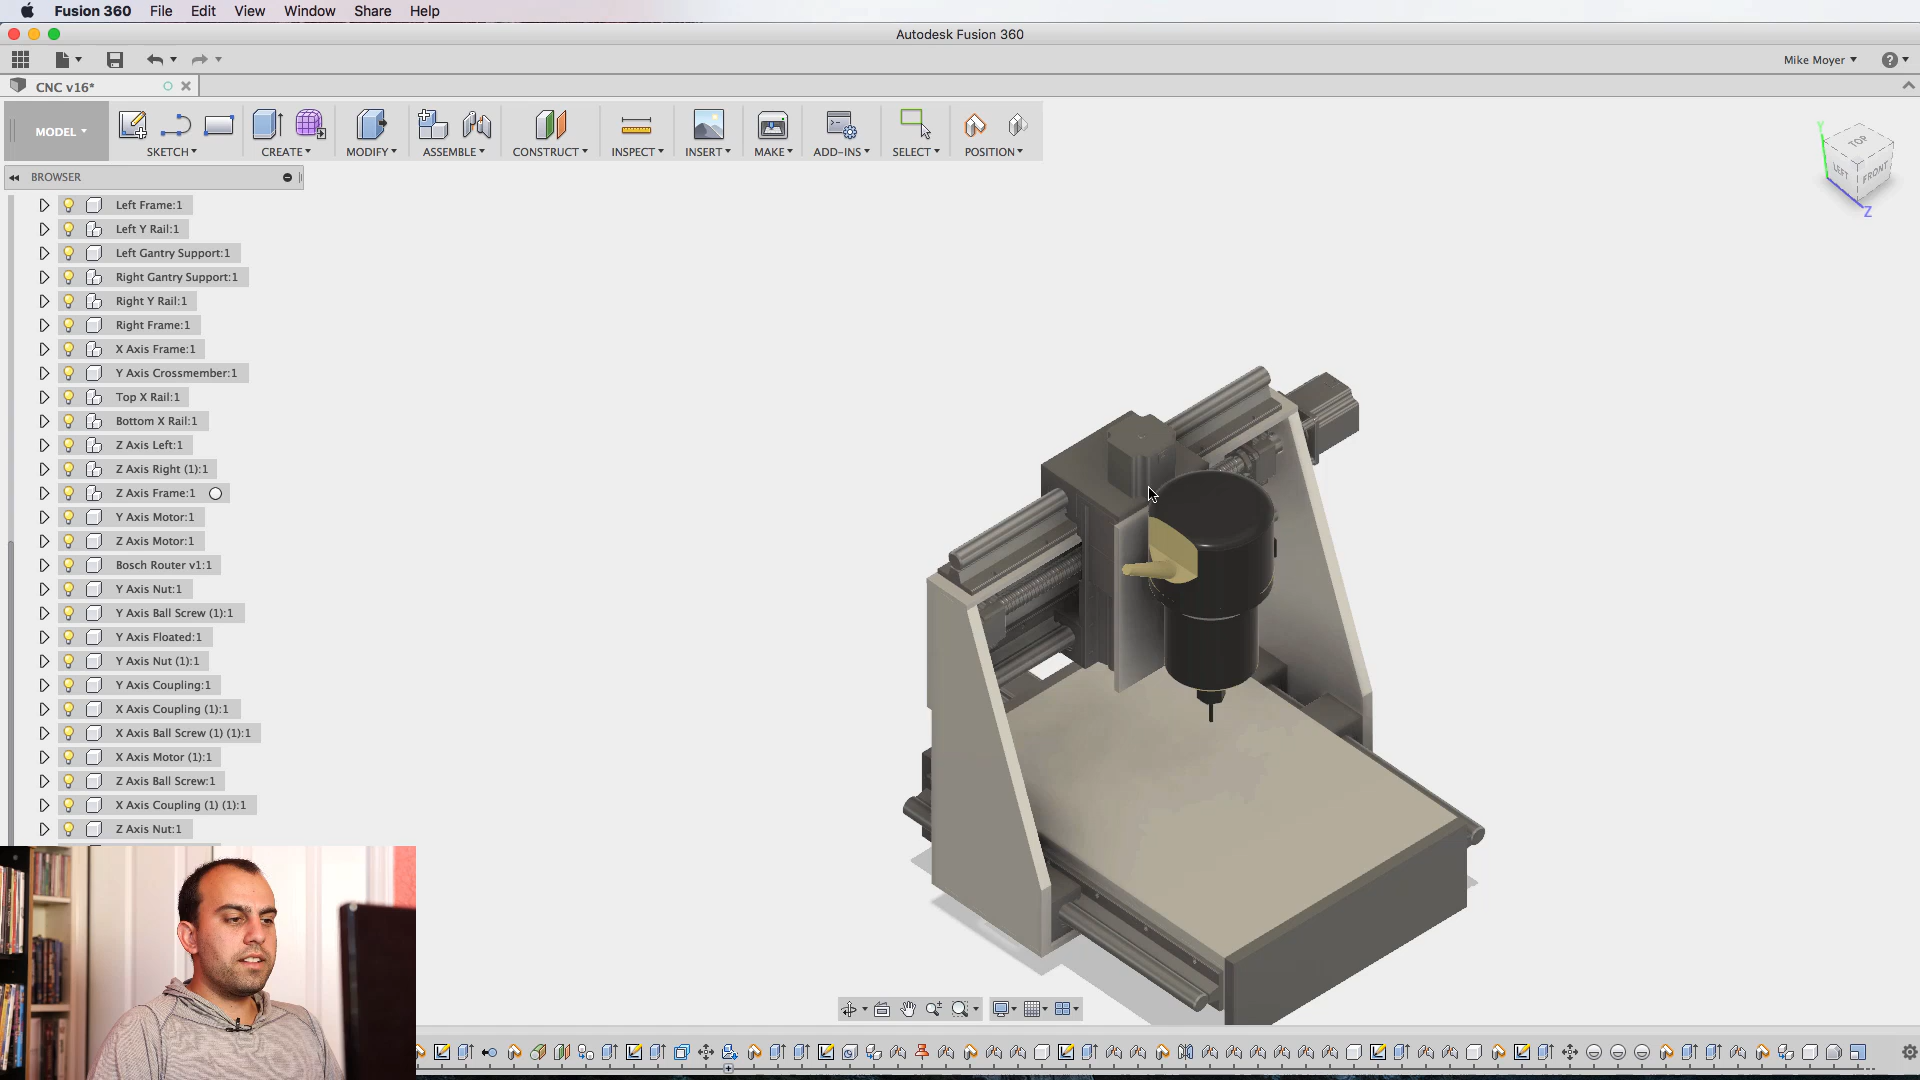 Fusion 360 File Edit View Window Share Help
Autodesk Fusion 360
Mike Moyer
CNC v16*
MODEL
SKETCH CREATE MODIFY ASSEMBLE CONSTRUCT INSPECT INSERT MAKE ADD-INS SELECT POSITION
BROWSER
Y
TOP
LEFT FRONT
Z
Left Frame:1
Left Y Rail:1
Left Gantry Support:1
Right Gantry Support:1
Right Y Rail:1
Right Frame:1
X Axis Frame:1
Y Axis Crossmember:1
Top X Rail:1
Bottom X Rail:1
Z Axis Left:1
Z Axis Right (1):1
Z Axis Frame:1
Y Axis Motor:1
Z Axis Motor:1
Bosch Router v1:1
Y Axis Nut:1
Y Axis Ball Screw (1):1
Y Axis Floated:1
Y Axis Nut (1):1
Y Axis Coupling:1
X Axis Coupling (1):1
X Axis Ball Screw (1) (1):1
X Axis Motor (1):1
Z Axis Ball Screw:1
X Axis Coupling (1) (1):1
Z Axis Nut:1